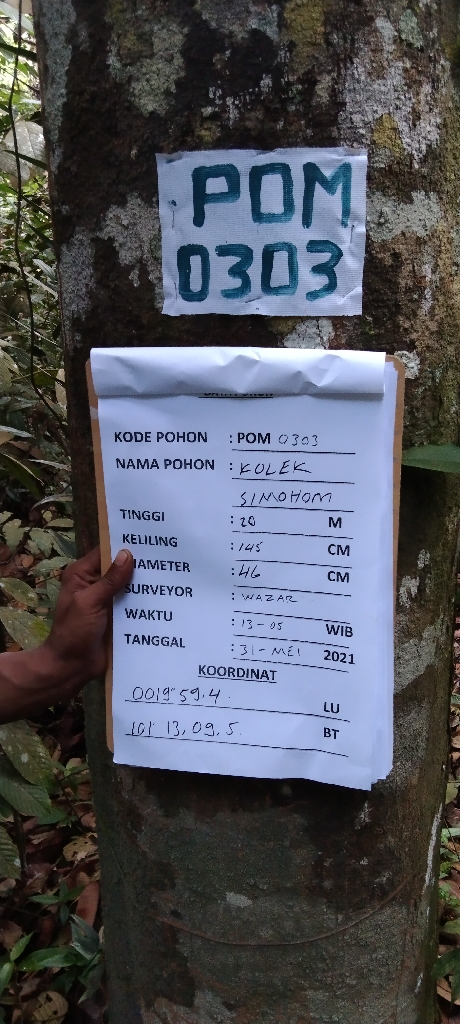 POM
0303
KODE POHON : POM 0303
NAMA POHON : KOLEK
SIMOHOM
TINGGI : 20 M
KELILING : 145 CM
DIAMETER : 46 CM
SURVEYOR : WAZAR
WAKTU : 13-05 WIB
TANGGAL : 31-MEI 2021
KOORDINAT
0019" 59.4. LU
101 13, 09, 5. BT